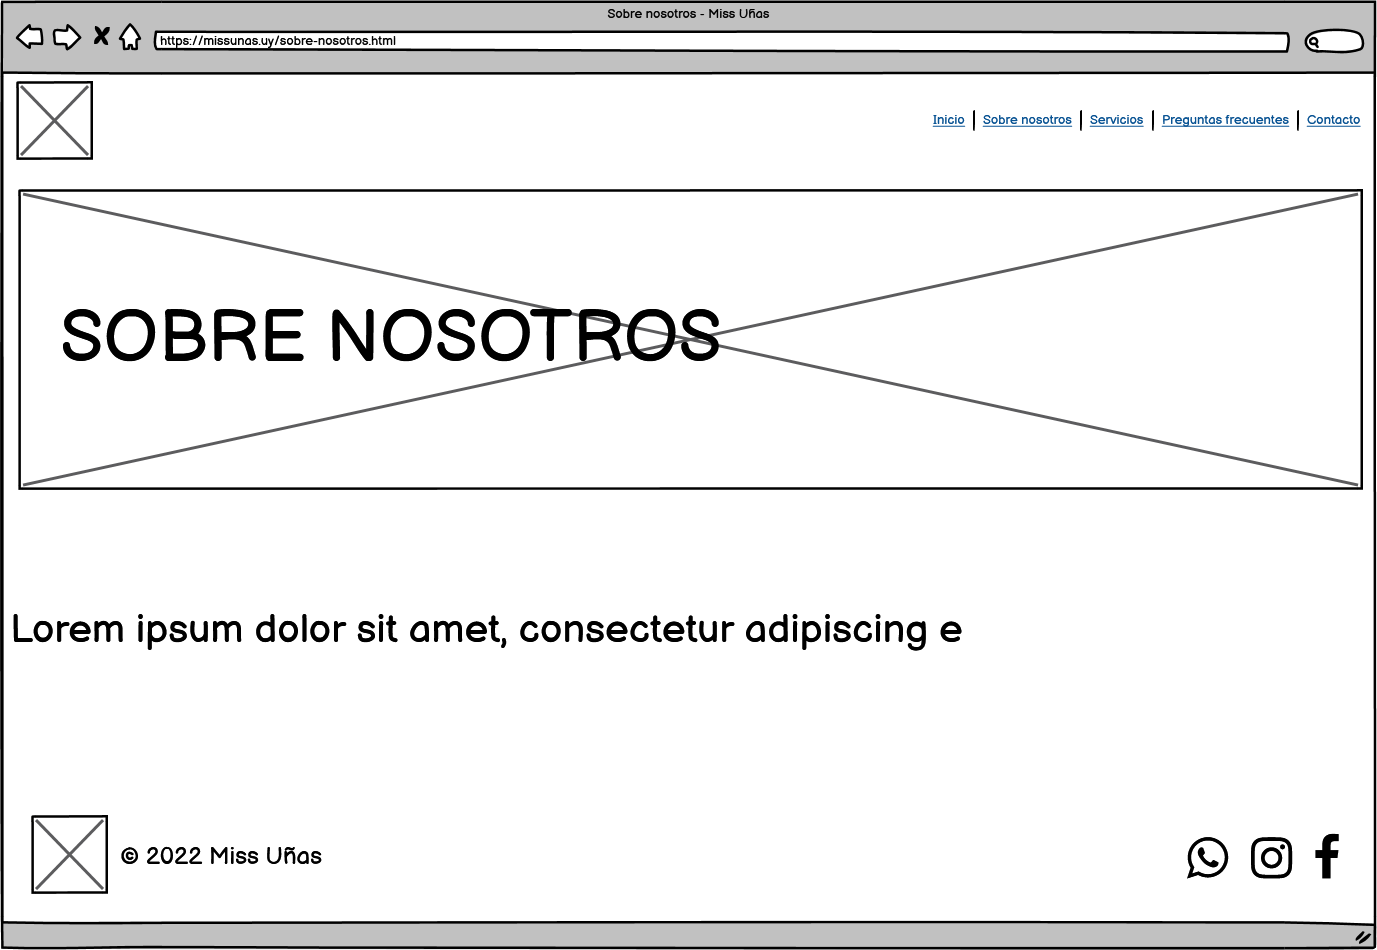 Sobre nosotros - Miss Uñas
https://missunas.uy/sobre-nosotros.html
Inicio | Sobre nosotros | Servicios | Preguntas frecuentes | Contacto
SOBRE NOSOTROS
Lorem ipsum dolor sit amet, consectetur adipiscing e
© 2022 Miss Uñas